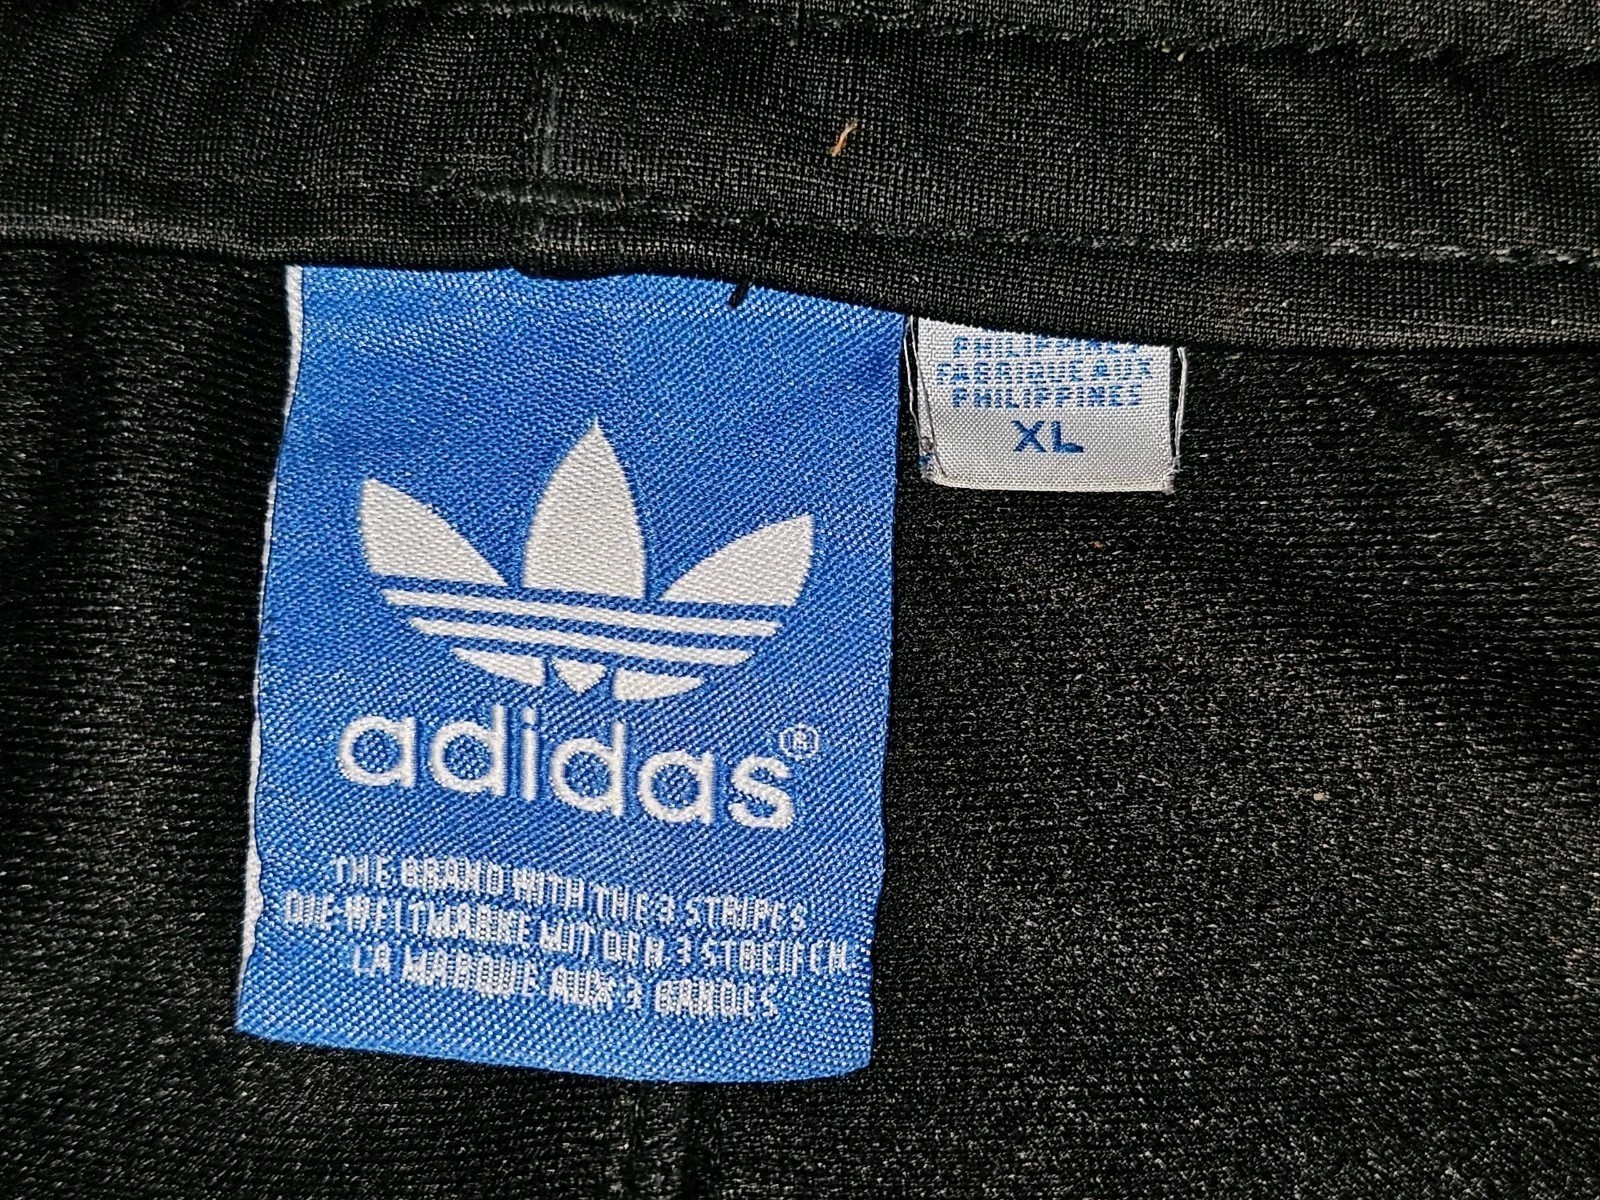 adidas®
THE BRAND WITH THE 3 STRIPES
DIE WELTMARKE MIT DEN 3 STREIFEN
LA MARQUE AUX 3 BANDES
PHILIPPINES
FABRIQUE AUX
PHILIPPINES
XL